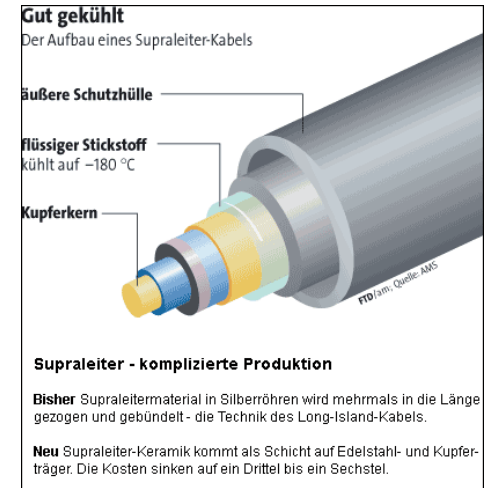 Gut gekühlt
Der Aufbau eines Supraleiter-Kabels
äußere Schutzhülle
flüssiger Stickstoff
kühlt auf –180 °C
Kupferkern
FTD/am; Quelle: AMS
Supraleiter - komplizierte Produktion
Bisher Supraleitermaterial in Silberröhren wird mehrmals in die Länge
gezogen und gebündelt - die Technik des Long-Island-Kabels.
Neu Supraleiter-Keramik kommt als Schicht auf Edelstahl- und Kupfer-
träger. Die Kosten sinken auf ein Drittel bis ein Sechstel.